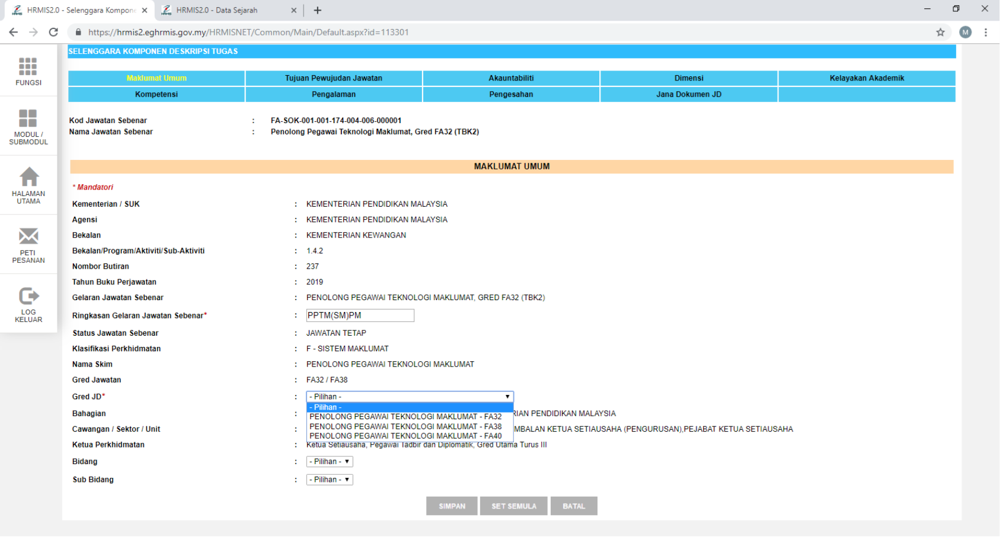 HRMIS2.0 - Selenggara Kompone
HRMIS2.0 - Data Sejarah
https://hrmis2.eghrmis.gov.my/HRMISNET/Common/Main/Default.aspx?id=113301
M
FUNGSI
MODUL /
SUBMODUL
HALAMAN
UTAMA
PETI
PESANAN
LOG
KELUAR
SELENGGARA KOMPONEN DESKRIPSI TUGAS
Maklumat Umum Tujuan Pewujudan Jawatan Akauntabiliti Dimensi Kelayakan Akademik
Kompetensi Pengalaman Pengesahan Jana Dokumen JD
Kod Jawatan Sebenar : FA-SOK-001-001-174-004-006-000001
Nama Jawatan Sebenar : Penolong Pegawai Teknologi Maklumat, Gred FA32 (TBK2)
MAKLUMAT UMUM
* Mandatori
Kementerian / SUK : KEMENTERIAN PENDIDIKAN MALAYSIA
Agensi : KEMENTERIAN PENDIDIKAN MALAYSIA
Bekalan : KEMENTERIAN KEWANGAN
Bekalan/Program/Aktiviti/Sub-Aktiviti : 1.4.2
Nombor Butiran : 237
Tahun Buku Perjawatan : 2019
Gelaran Jawatan Sebenar : PENOLONG PEGAWAI TEKNOLOGI MAKLUMAT, GRED FA32 (TBK2)
Ringkasan Gelaran Jawatan Sebenar* : PPTM(SM)PM
Status Jawatan Sebenar : JAWATAN TETAP
Klasifikasi Perkhidmatan : F - SISTEM MAKLUMAT
Nama Skim : PENOLONG PEGAWAI TEKNOLOGI MAKLUMAT
Gred Jawatan : FA32 / FA38
Gred JD* : - Pilihan -
- Pilihan -
PENOLONG PEGAWAI TEKNOLOGI MAKLUMAT - FA32
PENOLONG PEGAWAI TEKNOLOGI MAKLUMAT - FA38
PENOLONG PEGAWAI TEKNOLOGI MAKLUMAT - FA40
Bahagian : RIAN PENDIDIKAN MALAYSIA
Cawangan / Sektor / Unit : MBALAN KETUA SETIAUSAHA (PENGURUSAN),PEJABAT KETUA SETIAUSAHA
Ketua Perkhidmatan : Ketua Setiausaha, Pegawai Tadbir dan Diplomatik, Gred Utama Turus III
Bidang : - Pilihan -
Sub Bidang : - Pilihan -
SIMPAN SET SEMULA BATAL